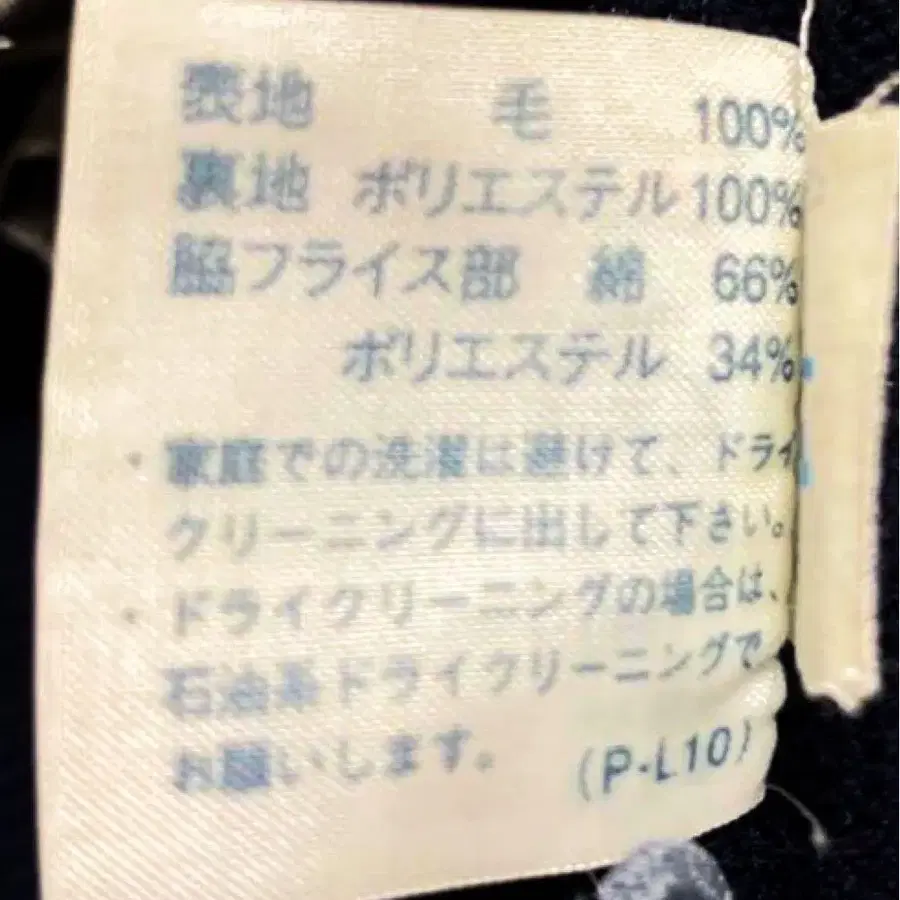 表地 毛 100%
裏地 ポリエステル 100%
脇フライス部 綿 66%
ポリエステル 34%
・家庭での洗濯は避けて、ドライ
クリーニングに出して下さい。
・ドライクリーニングの場合は、
石油系ドライクリーニングで
お願いします。 (P-L10)